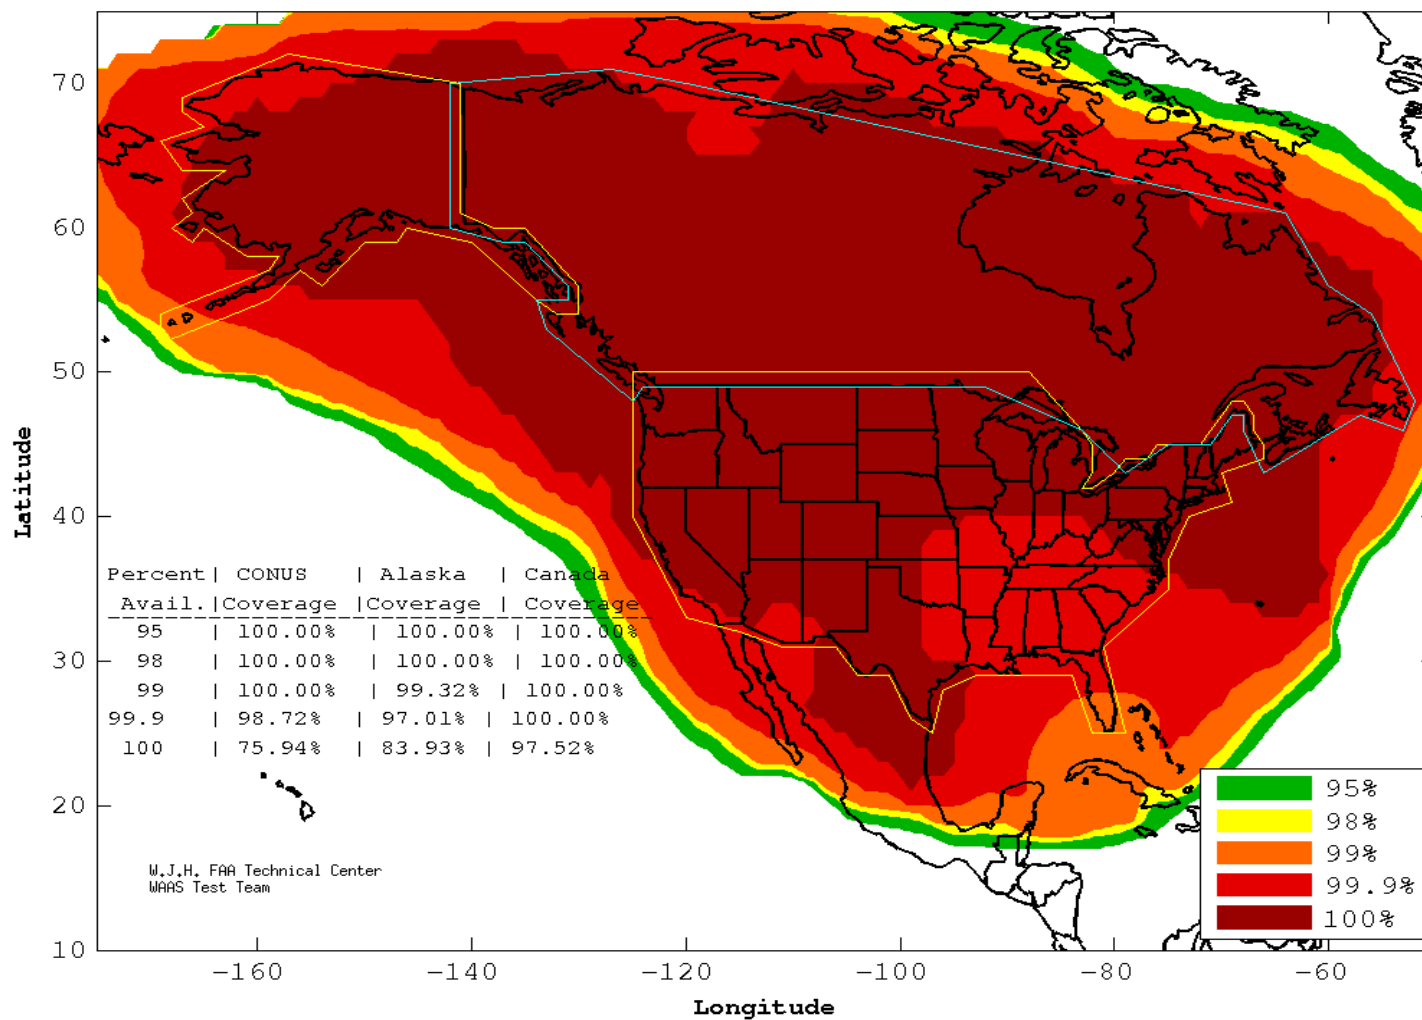 70
60
50
40
30
20
10
Latitude
Percent| CONUS | Alaska | Canada
Avail.|Coverage |Coverage | Coverage
95 | 100.00% | 100.00% | 100.00%
98 | 100.00% | 100.00% | 100.00%
99 | 100.00% | 99.32% | 100.00%
99.9 | 98.72% | 97.01% | 100.00%
100 | 75.94% | 83.93% | 97.52%
W.J.H. FAA Technical Center
WAAS Test Team
95%
98%
99%
99.9%
100%
-160 -140 -120 -100 -80 -60
Longitude